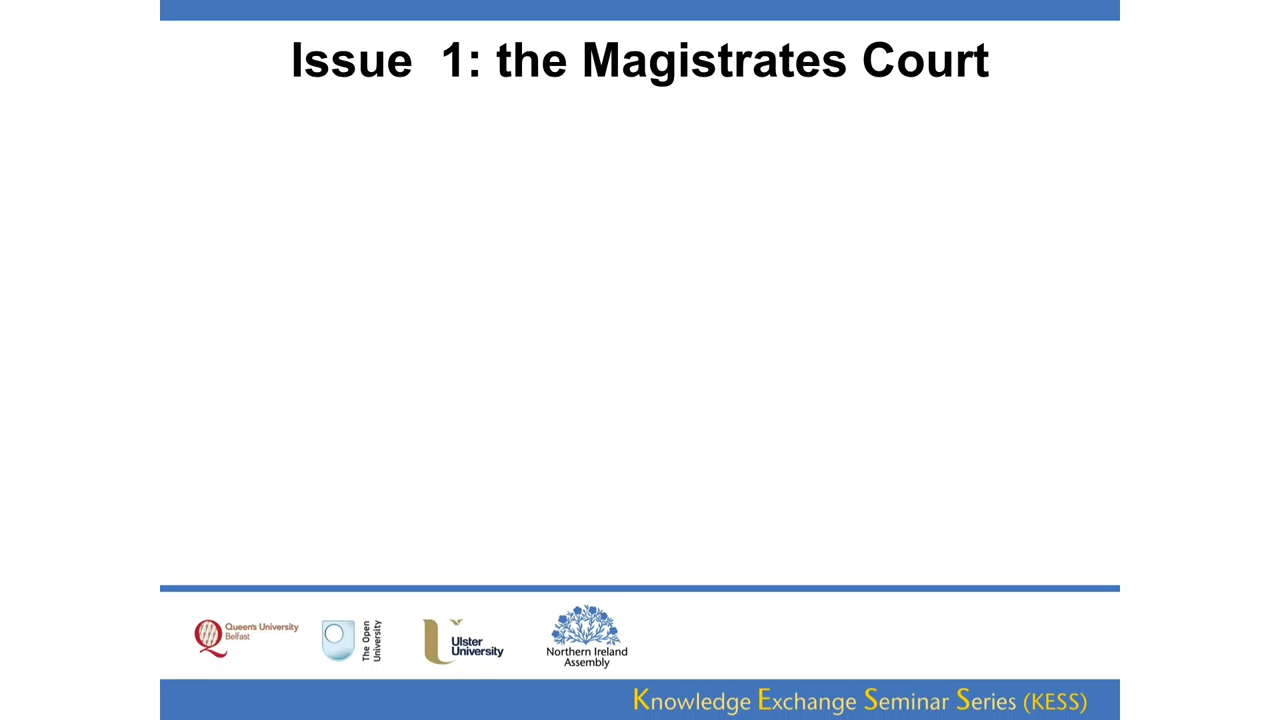 Issue  1: the Magistrates Court
Queen's University
Belfast
The Open
University
Ulster
University
Northern Ireland
Assembly
Knowledge Exchange Seminar Series (KESS)